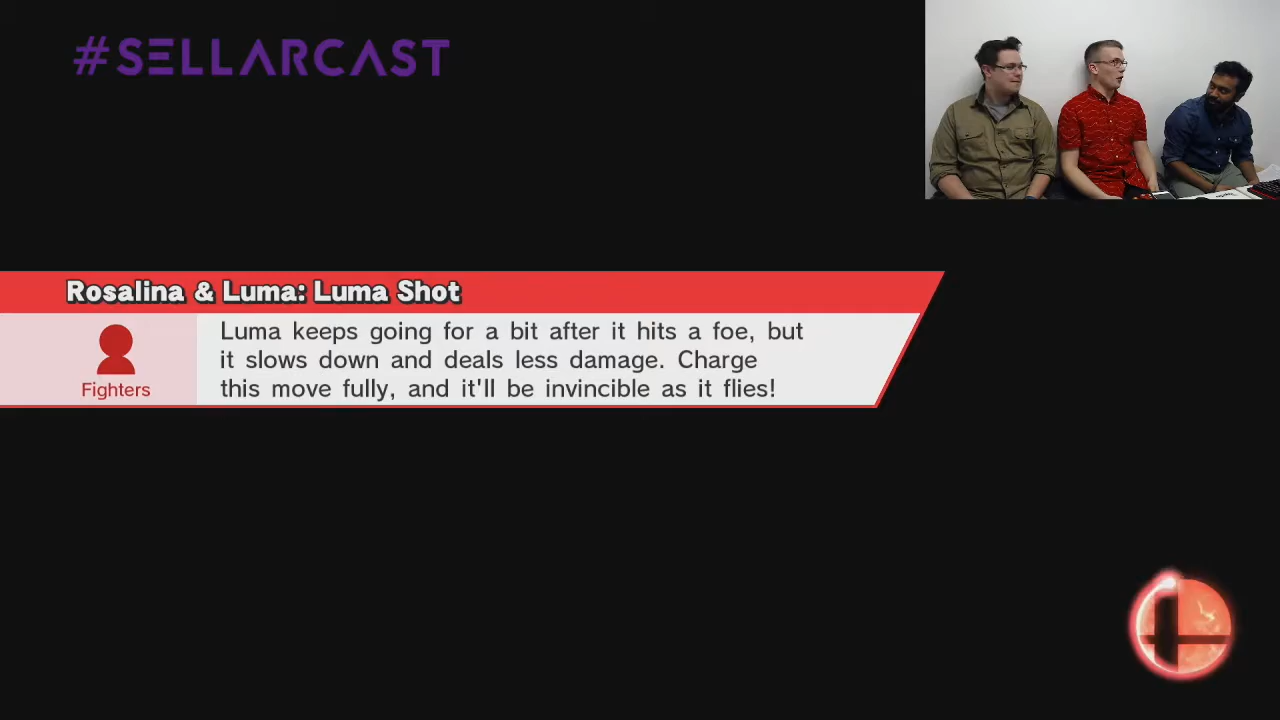 #SELLARCAST
Rosalina & Luma: Luma Shot
Luma keeps going for a bit after it hits a foe, but
it slows down and deals less damage. Charge
this move fully, and it'll be invincible as it flies!
Fighters